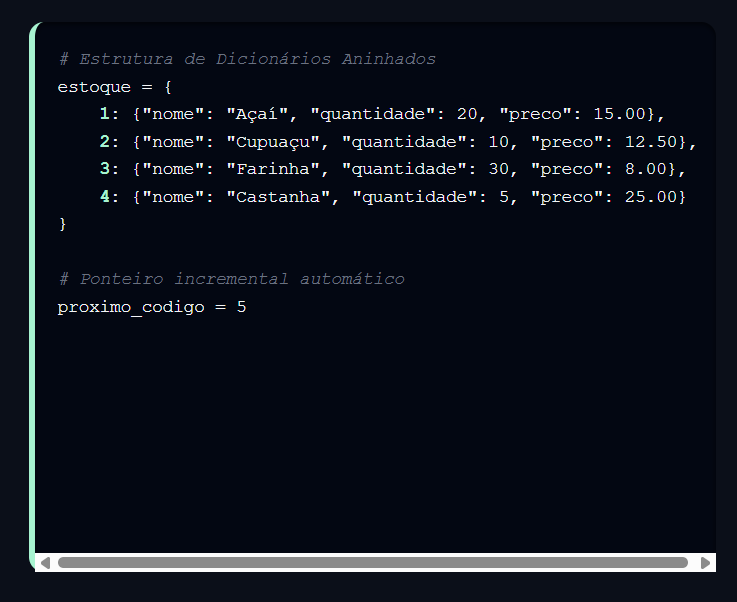 # Estrutura de Dicionários Aninhados
estoque = {
    1: {"nome": "Açaí", "quantidade": 20, "preco": 15.00},
    2: {"nome": "Cupuaçu", "quantidade": 10, "preco": 12.50},
    3: {"nome": "Farinha", "quantidade": 30, "preco": 8.00},
    4: {"nome": "Castanha", "quantidade": 5, "preco": 25.00}
}
# Ponteiro incremental automático
proximo_codigo = 5